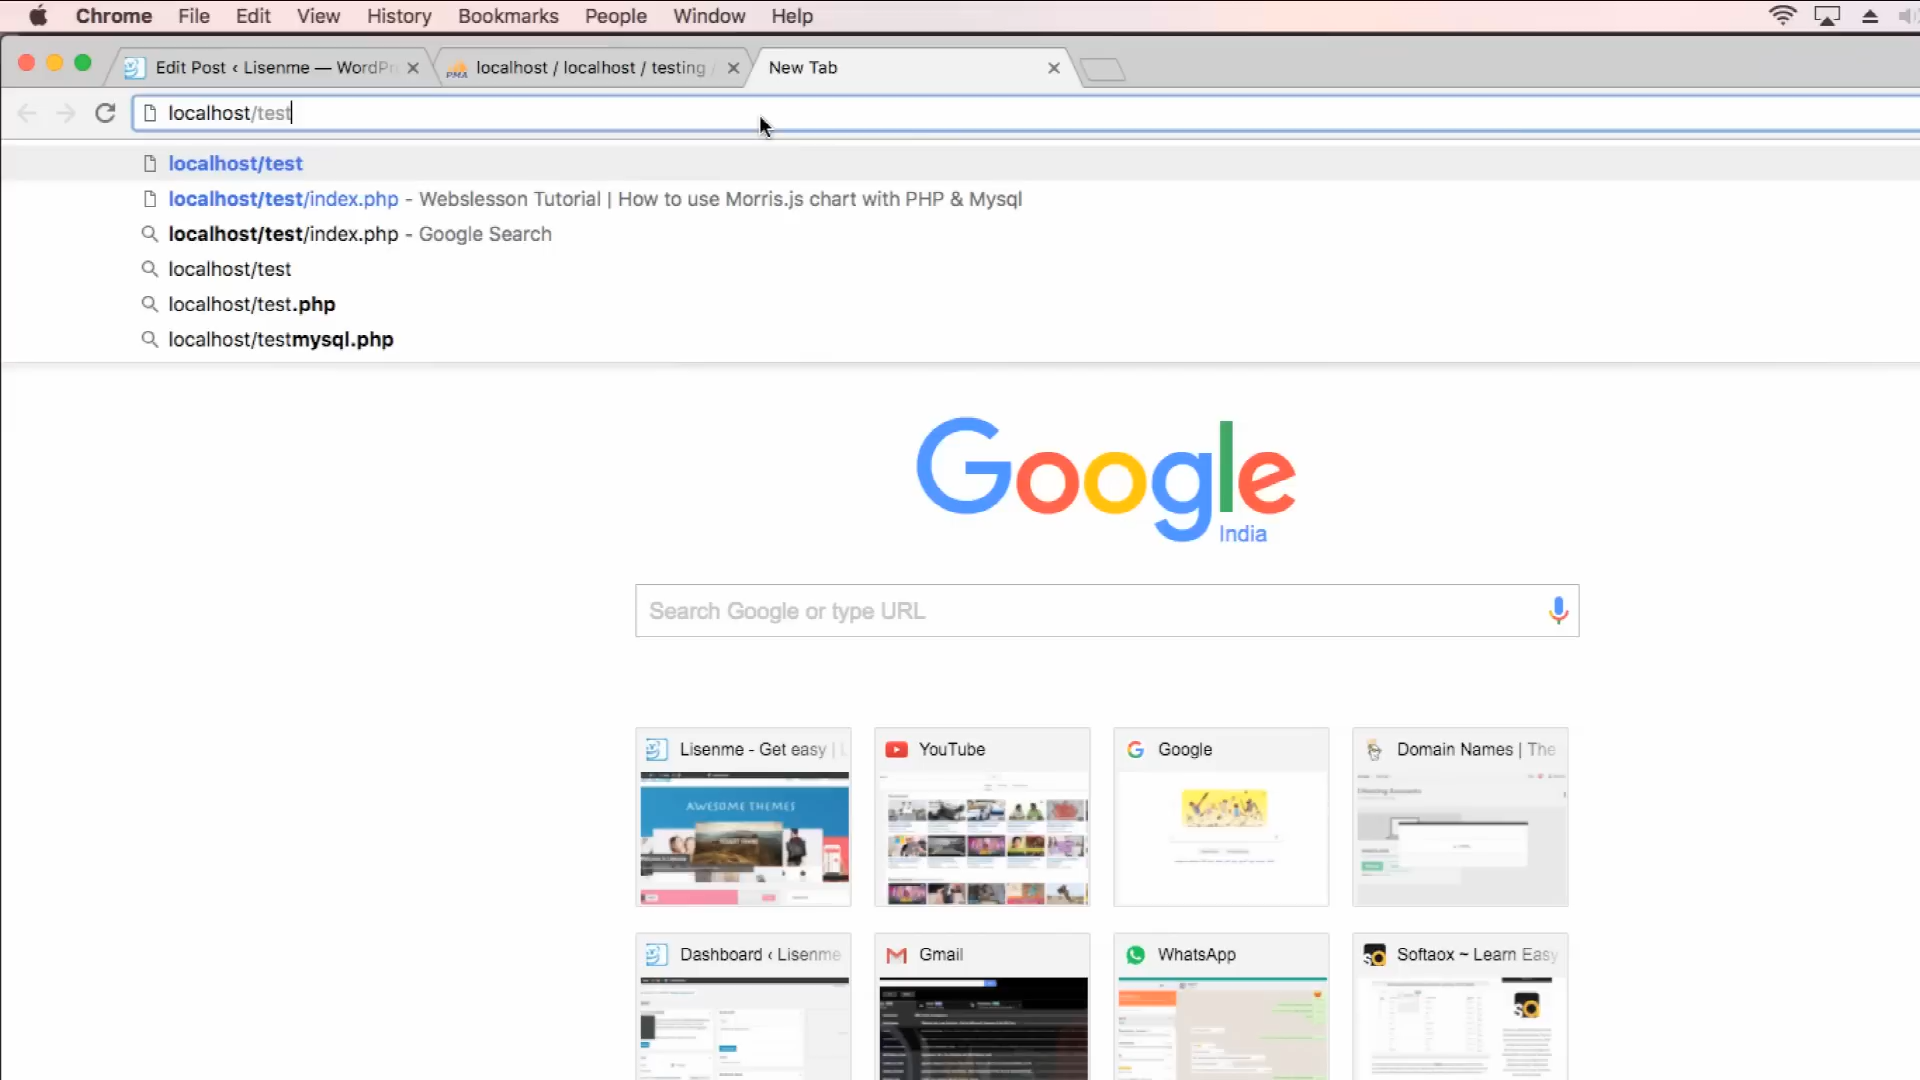 Chrome File Edit View History Bookmarks People Window Help
Edit Post ‹ Lisenme — WordPr
localhost / localhost / testing /
New Tab
localhost/test
localhost/test
localhost/test/index.php - Webslesson Tutorial | How to use Morris.js chart with PHP & Mysql
localhost/test/index.php - Google Search
localhost/test
localhost/test.php
localhost/testmysql.php
Google
India
Search Google or type URL
Lisenme - Get easy | L
YouTube
Google
Domain Names | The
AWESOME THEMES
Dashboard ‹ Lisenme
Gmail
WhatsApp
Softaox ~ Learn Easy